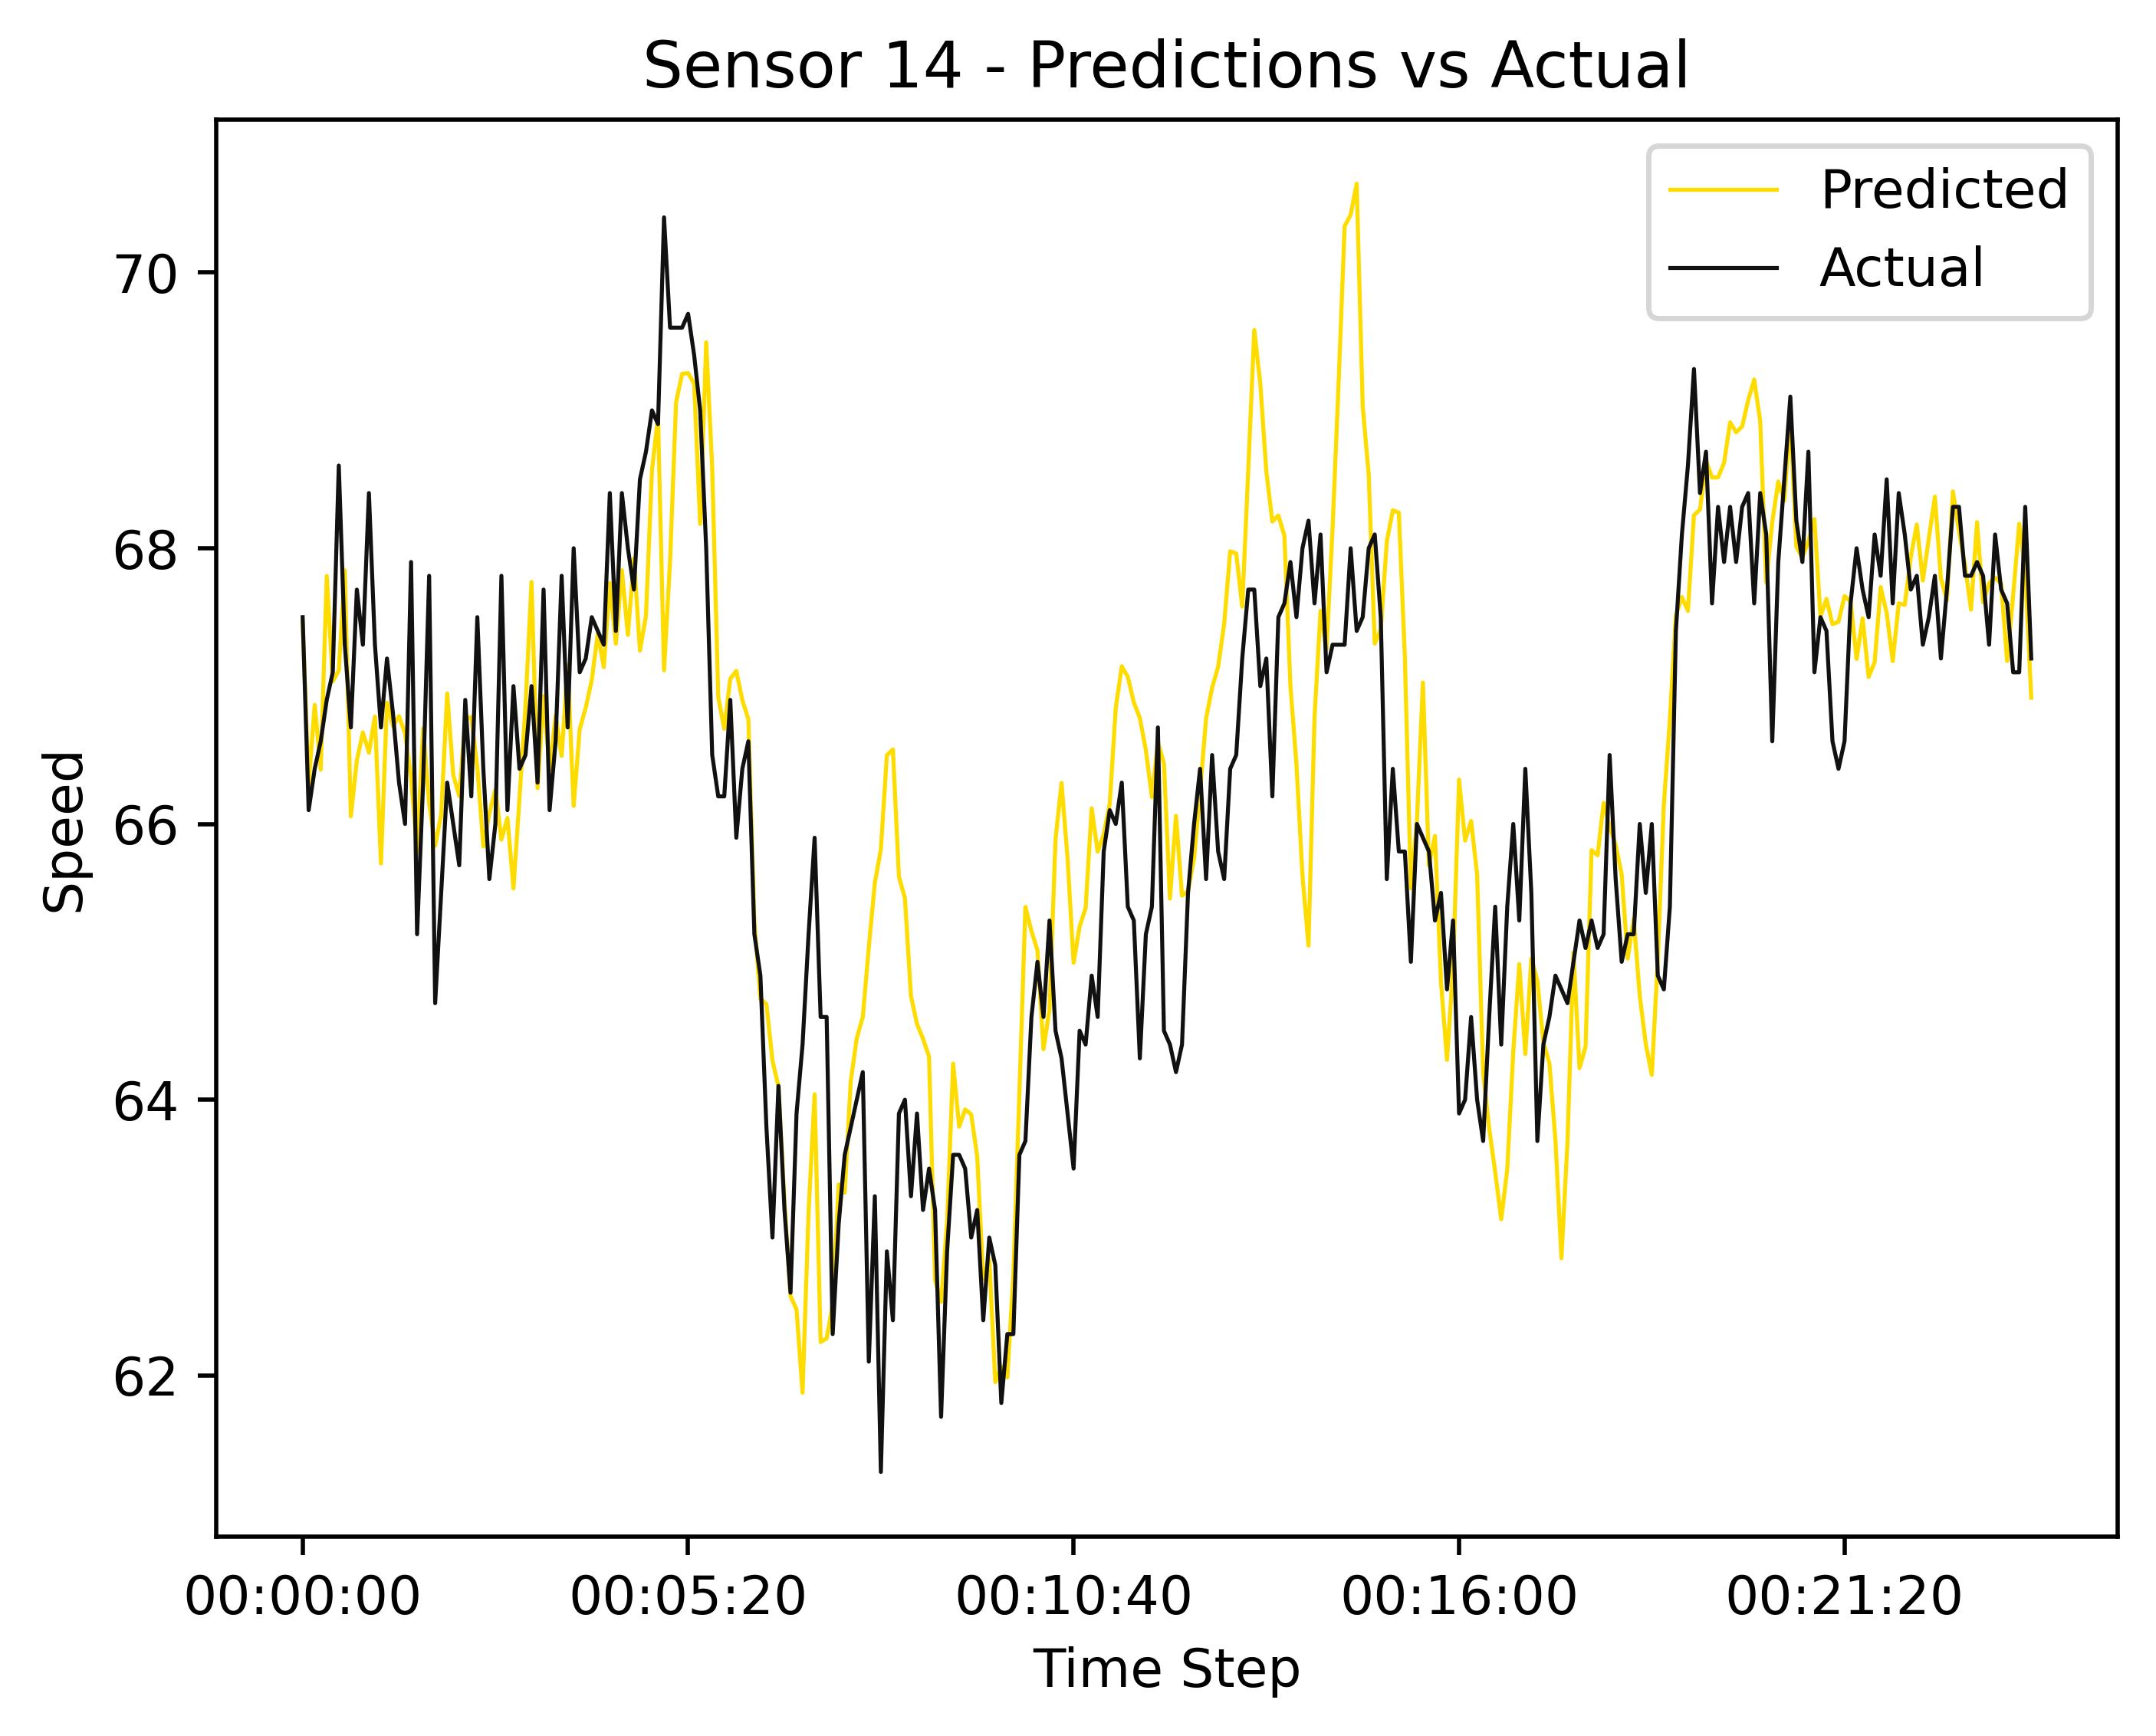 Sensor 14 - Predictions vs Actual
Predicted
Actual
70
68
66
64
62
Speed
00:00:00 00:05:20 00:10:40 00:16:00 00:21:20
Time Step